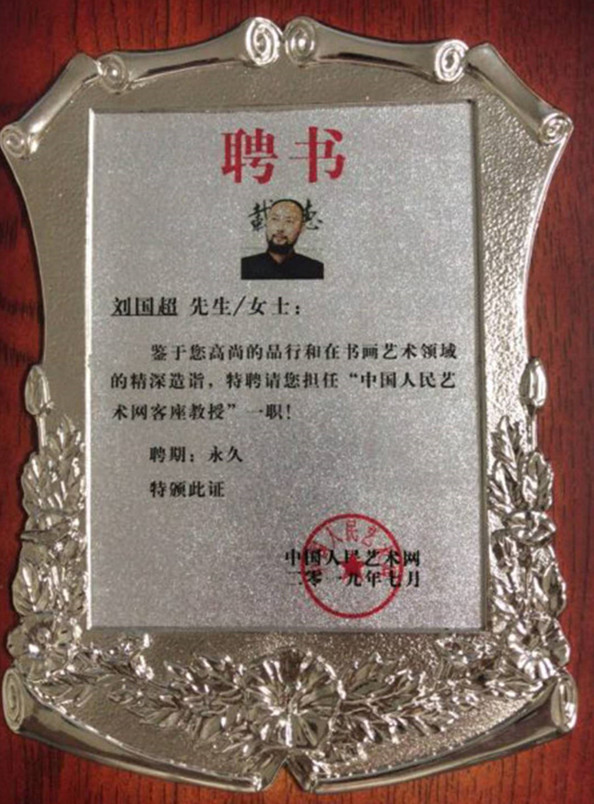 聘书
刘国超 先生/女士：
鉴于您高尚的品行和在书画艺术领域
的精深造诣，特聘请您担任“中国人民艺
术网客座教授”一职！
聘期：永久
特颁此证
中国人民艺术网
二零一九年七月